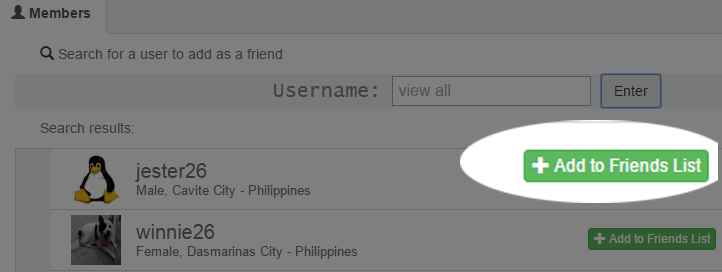 Members
Search for a user to add as a friend
Username: view all Enter
Search results:
jester26
Male, Cavite City - Philippines
Add to Friends List
winnie26
Female, Dasmarinas City - Philippines
Add to Friends List